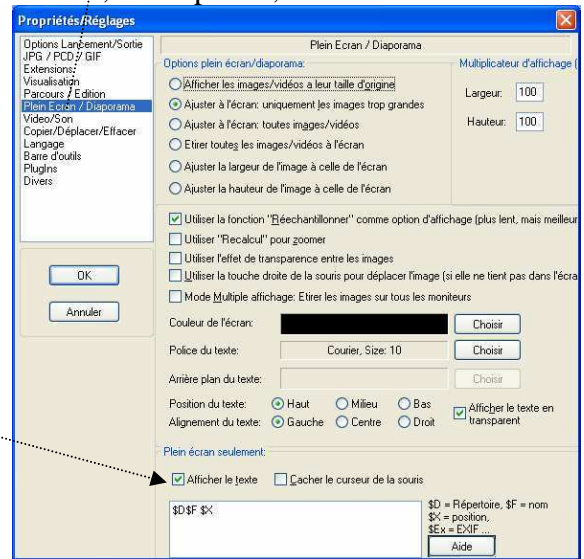 Propriétés/Réglages
Options Lancement/Sortie
JPG / PCD / GIF
Extensions
Visualisation
Parcours / Edition
Plein Ecran / Diaporama
Video/Son
Copier/Déplacer/Effacer
Langage
Barre d'outils
PlugIns
Divers
OK
Annuler
Plein Ecran / Diaporama
Options plein écran/diaporama:
Afficher les images/vidéos a leur taille d'origine
Ajuster à l'écran: uniquement les images trop grandes
Ajuster à l'écran: toutes images/vidéos
Etirer toutes les images/vidéos à l'écran
Ajuster la largeur de l'image à celle de l'écran
Ajuster la hauteur de l'image à celle de l'écran
Multiplicateur d'affichage (
Largeur: 100
Hauteur: 100
Utiliser la fonction "Réechantillonner" comme option d'affichage (plus lent, mais meilleur
Utiliser "Recalcul" pour zoomer
Utiliser l'effet de transparence entre les images
Utiliser la touche droite de la souris pour déplacer l'image (si elle ne tient pas dans l'écra
Mode Multiple affichage: Etirer les images sur tous les moniteurs
Couleur de l'écran: Choisir
Police du texte: Courier, Size: 10 Choisir
Arrière plan du texte: Choisir
Position du texte: Haut Milieu Bas
Alignement du texte: Gauche Centre Droit
Afficher le texte en
transparent
Plein écran seulement:
Afficher le texte Cacher le curseur de la souris
$D$F $X
$D = Répertoire, $F = nom
$X = position,
$Ex = EXIF ...
Aide